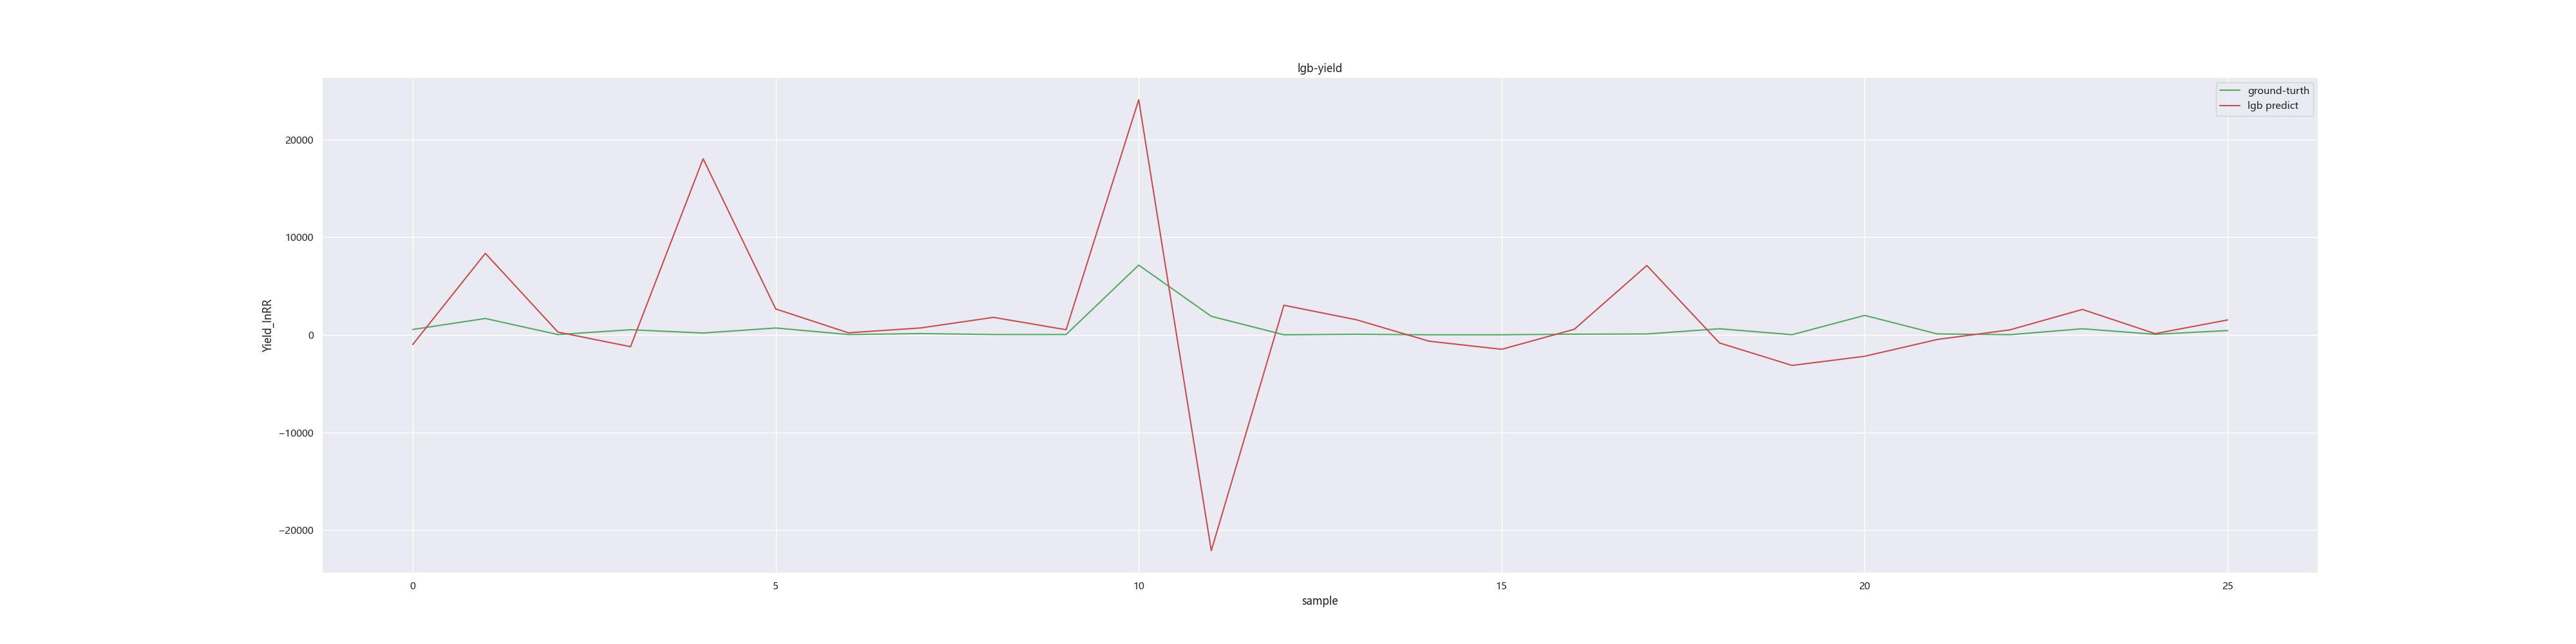 lgb-yield
ground-turth
lgb predict
20000
10000
0
−10000
−20000
Yield_lnRR
0 5 10 15 20 25
sample